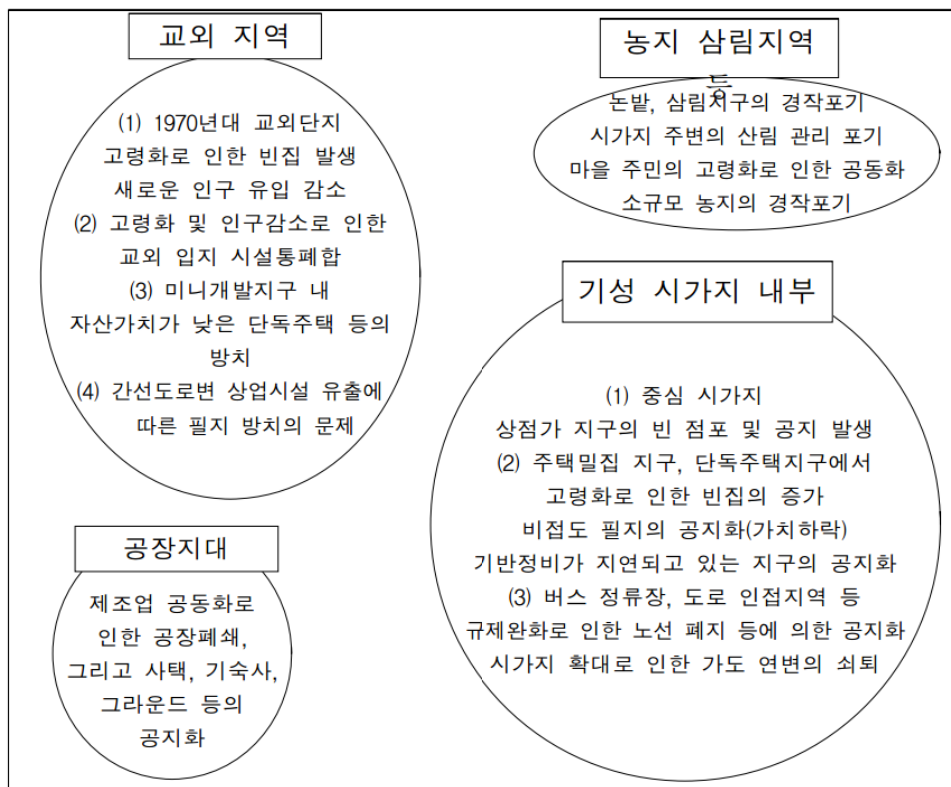 교외 지역
(1) 1970년대 교외단지
고령화로 인한 빈집 발생
새로운 인구 유입 감소
(2) 고령화 및 인구감소로 인한
교외 입지 시설통폐합
(3) 미니개발지구 내
자산가치가 낮은 단독주택 등의
방치
(4) 간선도로변 상업시설 유출에
따른 필지 방치의 문제
농지 삼림지역
등
논밭, 삼림지구의 경작포기
시가지 주변의 산림 관리 포기
마을 주민의 고령화로 인한 공동화
소규모 농지의 경작포기
기성 시가지 내부
(1) 중심 시가지
상점가 지구의 빈 점포 및 공지 발생
(2) 주택밀집 지구, 단독주택지구에서
고령화로 인한 빈집의 증가
비접도 필지의 공지화(가치하락)
기반정비가 지연되고 있는 지구의 공지화
(3) 버스 정류장, 도로 인접지역 등
규제완화로 인한 노선 폐지 등에 의한 공지화
시가지 확대로 인한 가도 연변의 쇠퇴
공장지대
제조업 공동화로
인한 공장폐쇄,
그리고 사택, 기숙사,
그라운드 등의
공지화